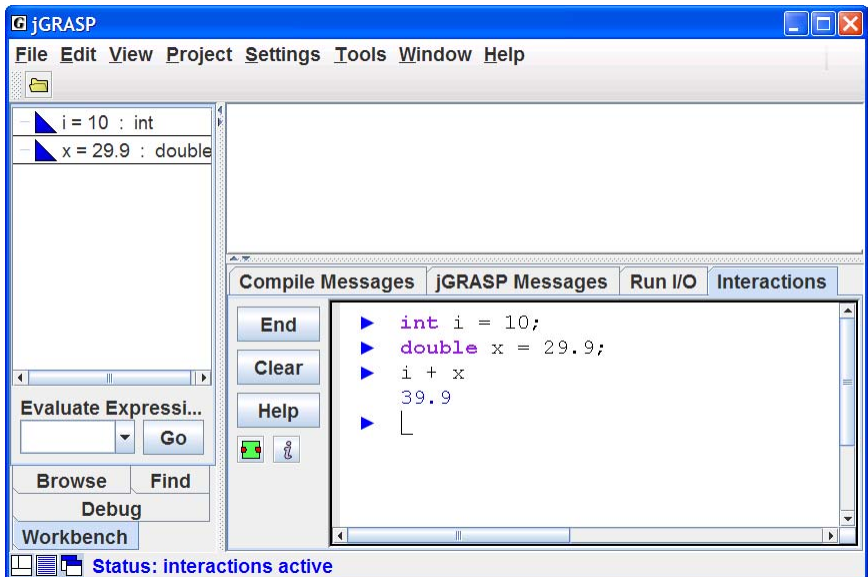 jGRASP
File Edit View Project Settings Tools Window Help
i = 10 : int
x = 29.9 : double
Compile Messages jGRASP Messages Run I/O Interactions
End
Clear
Help
int i = 10;
double x = 29.9;
i + x
39.9
Evaluate Expressi...
Go
Browse Find
Debug
Workbench
Status: interactions active